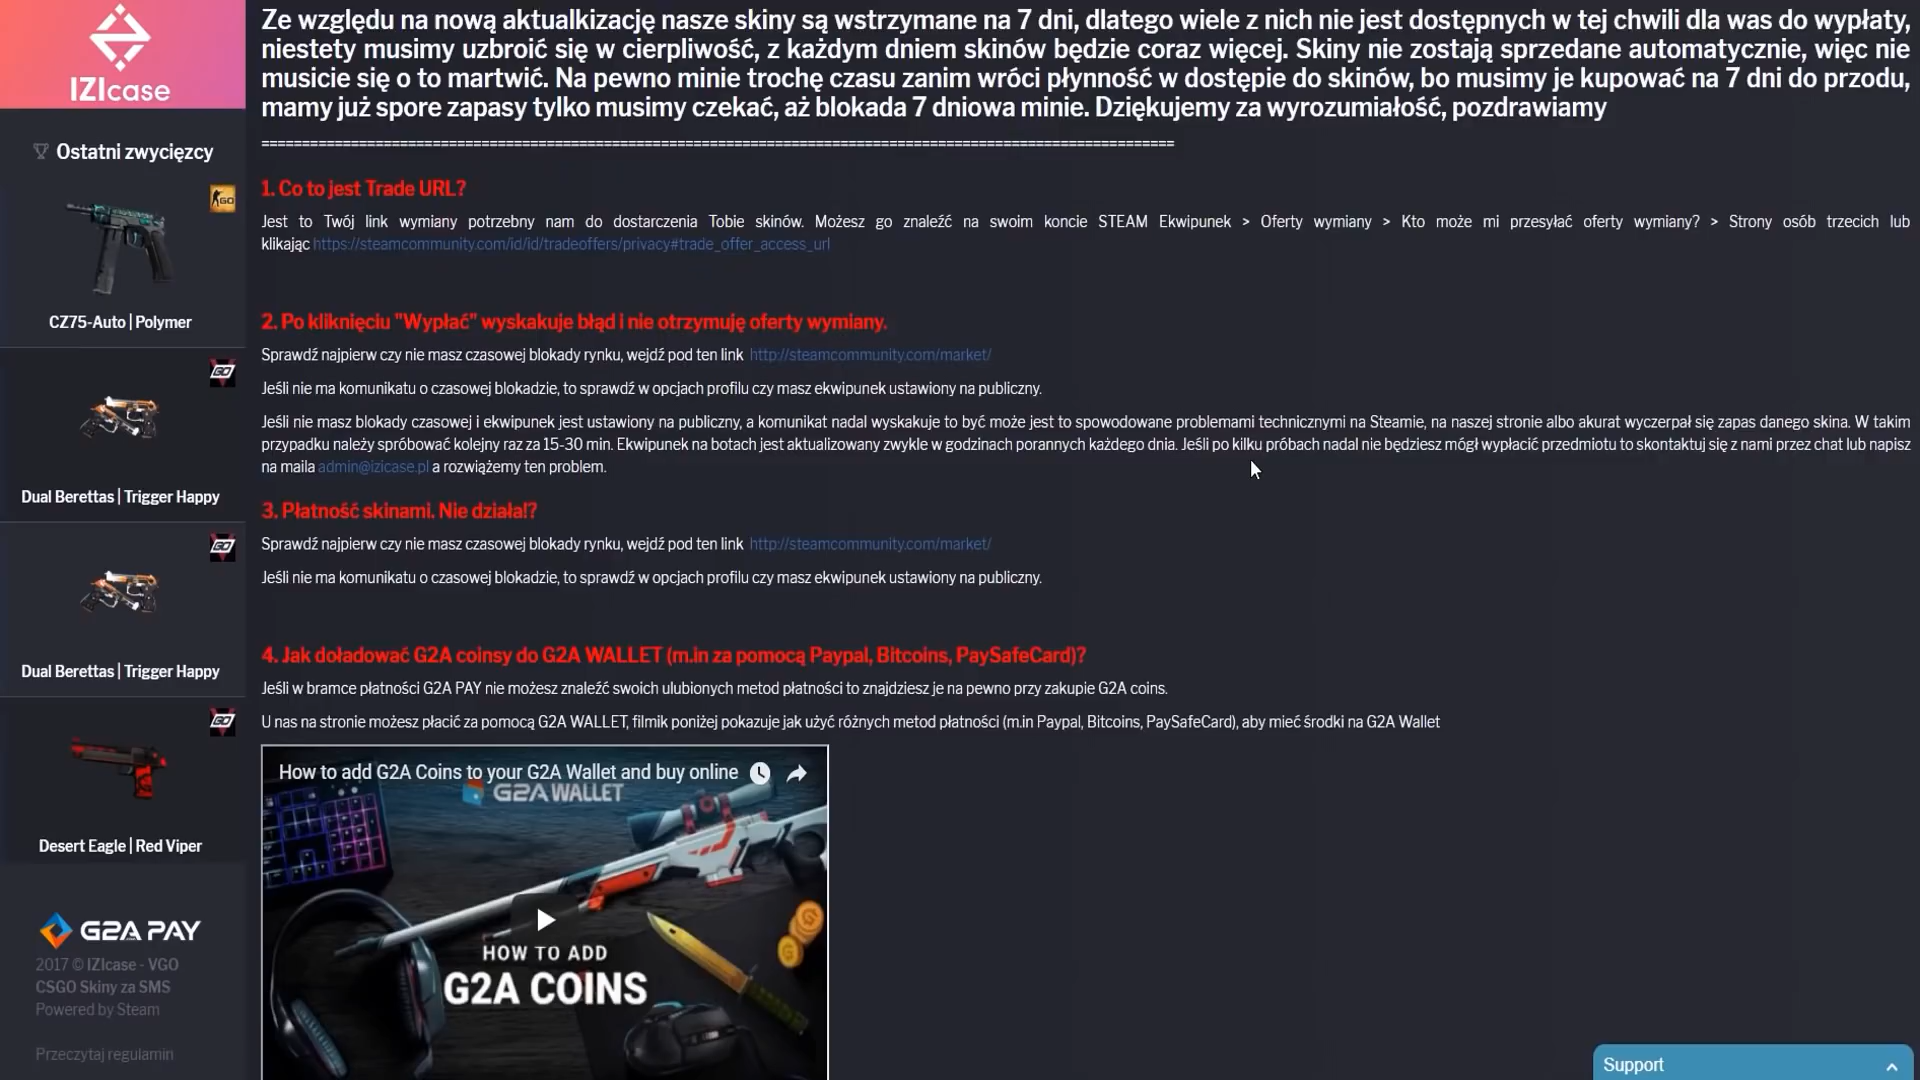 IZIcase
Ostatni zwycięzcy
GO
CZ75-Auto | Polymer
GO
Dual Berettas | Trigger Happy
GO
Dual Berettas | Trigger Happy
GO
Desert Eagle | Red Viper
G2A PAY
2017 © IZIcase - VGO
CSGO Skiny za SMS
Powered by Steam
Przeczytaj regulamin
Ze względu na nową aktualkizację nasze skiny są wstrzymane na 7 dni, dlatego wiele z nich nie jest dostępnych w tej chwili dla was do wypłaty,
niestety musimy uzbroić się w cierpliwość, z każdym dniem skinów będzie coraz więcej. Skiny nie zostają sprzedane automatycznie, więc nie
musicie się o to martwić. Na pewno minie trochę czasu zanim wróci płynność w dostępie do skinów, bo musimy je kupować na 7 dni do przodu,
mamy już spore zapasy tylko musimy czekać, aż blokada 7 dniowa minie. Dziękujemy za wyrozumiałość, pozdrawiamy
==================================================================================================================
1. Co to jest Trade URL?
Jest to Twój link wymiany potrzebny nam do dostarczenia Tobie skinów. Możesz go znaleźć na swoim koncie STEAM Ekwipunek > Oferty wymiany > Kto może mi przesyłać oferty wymiany? > Strony osób trzecich lub
klikając https://steamcommunity.com/id/id/tradeoffers/privacy#trade_offer_access_url
2. Po kliknięciu "Wypłać" wyskakuje błąd i nie otrzymuję oferty wymiany.
Sprawdź najpierw czy nie masz czasowej blokady rynku, wejdź pod ten link http://steamcommunity.com/market/
Jeśli nie ma komunikatu o czasowej blokadzie, to sprawdź w opcjach profilu czy masz ekwipunek ustawiony na publiczny.
Jeśli nie masz blokady czasowej i ekwipunek jest ustawiony na publiczny, a komunikat nadal wyskakuje to być może jest to spowodowane problemami technicznymi na Steamie, na naszej stronie albo akurat wyczerpał się zapas danego skina. W takim
przypadku należy spróbować kolejny raz za 15-30 min. Ekwipunek na botach jest aktualizowany zwykle w godzinach porannych każdego dnia. Jeśli po kilku próbach nadal nie będziesz mógł wypłacić przedmiotu to skontaktuj się z nami przez chat lub napisz
na maila admin@izicase.pl a rozwiążemy ten problem.
3. Płatność skinami. Nie działa!?
Sprawdź najpierw czy nie masz czasowej blokady rynku, wejdź pod ten link http://steamcommunity.com/market/
Jeśli nie ma komunikatu o czasowej blokadzie, to sprawdź w opcjach profilu czy masz ekwipunek ustawiony na publiczny.
4. Jak doładować G2A coinsy do G2A WALLET (m.in za pomocą Paypal, Bitcoins, PaySafeCard)?
Jeśli w bramce płatności G2A PAY nie możesz znaleźć swoich ulubionych metod płatności to znajdziesz je na pewno przy zakupie G2A coins.
U nas na stronie możesz płacić za pomocą G2A WALLET, filmik poniżej pokazuje jak użyć różnych metod płatności (m.in Paypal, Bitcoins, PaySafeCard), aby mieć środki na G2A Wallet
How to add G2A Coins to your G2A Wallet and buy online
G2A WALLET
HOW TO ADD
G2A COINS
Support